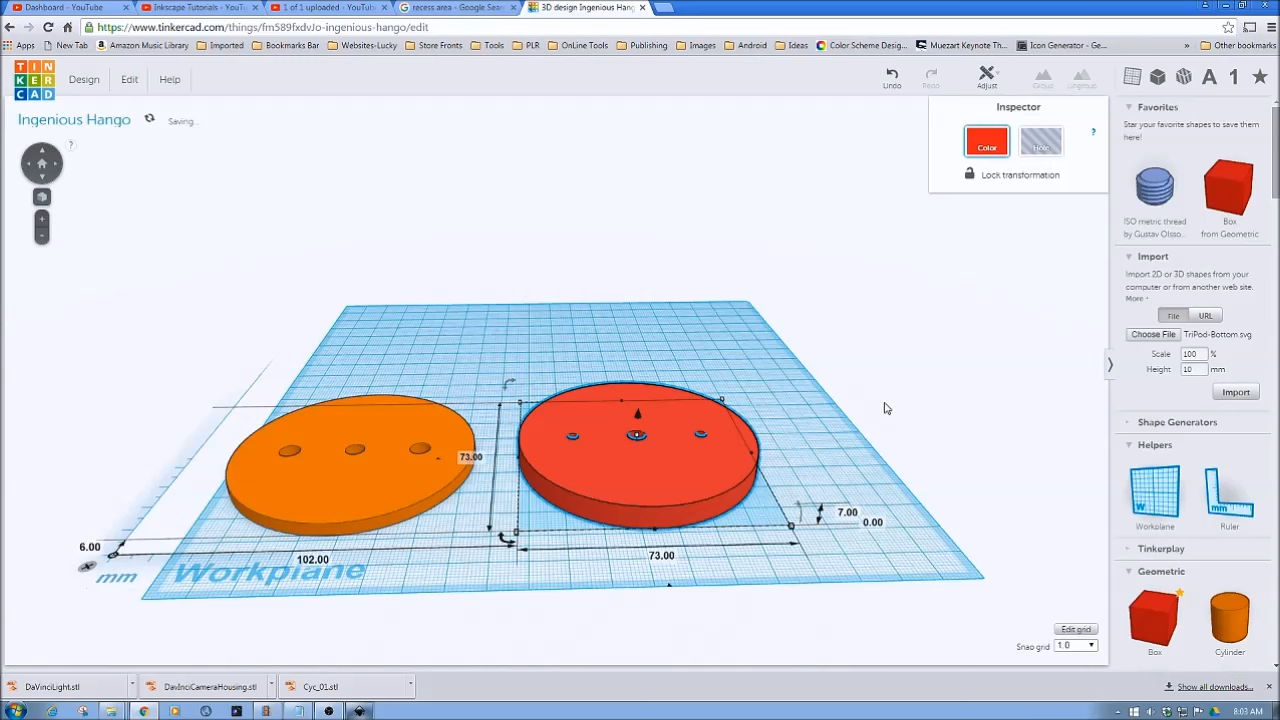 Dashboard - YouTube
Inkscape Tutorials - YouTu
1 of 1 uploaded - YouTub
recess area - Google Sear
3D design Ingenious Hang
https://www.tinkercad.com/things/fm589fxdvJo-ingenious-hango/edit
Apps
New Tab
Amazon Music Library
Imported
Bookmarks Bar
Websites-Lucky
Store Fronts
Tools
PLR
OnLine Tools
Publishing
Images
Android
Ideas
Color Scheme Design...
Muezart Keynote Th...
Icon Generator - Ge...
»
Other bookmarks
TIN
KER
CAD
Design
Edit
Help
Undo
Redo
Adjust
Group
Ungroup
Ingenious Hango
Saving...
?
Inspector
Color
Hole
?
Lock transformation
Favorites
Star your favorite shapes to save them
here!
ISO metric thread
by Gustav Olsso...
Box
from Geometric
Import
Import 2D or 3D shapes from your
computer or from another web site.
More
File
URL
Choose File
TriPod-Bottom.svg
Scale
100
%
Height
10
mm
Import
Shape Generators
Helpers
Workplane
Ruler
Tinkerplay
Geometric
Box
Cylinder
73.00
7.00
0.00
73.00
102.00
6.00
mm
Workplane
Edit grid
Snap grid
1.0
DaVinciLight.stl
DavInciCameraHousing.stl
Cyc_01.stl
Show all downloads...
8:03 AM